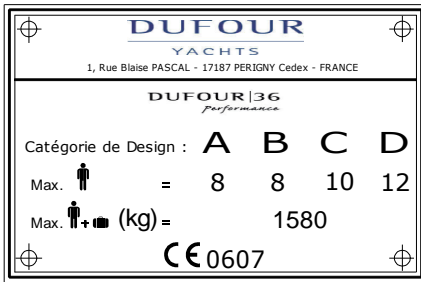 DUFOUR
YACHTS
1, Rue Blaise PASCAL - 17187 PERIGNY Cedex - FRANCE
DUFOUR|36
Performance
Catégorie de Design : A B C D
Max. = 8 8 10 12
Max. + (kg) = 1580
CE 0607